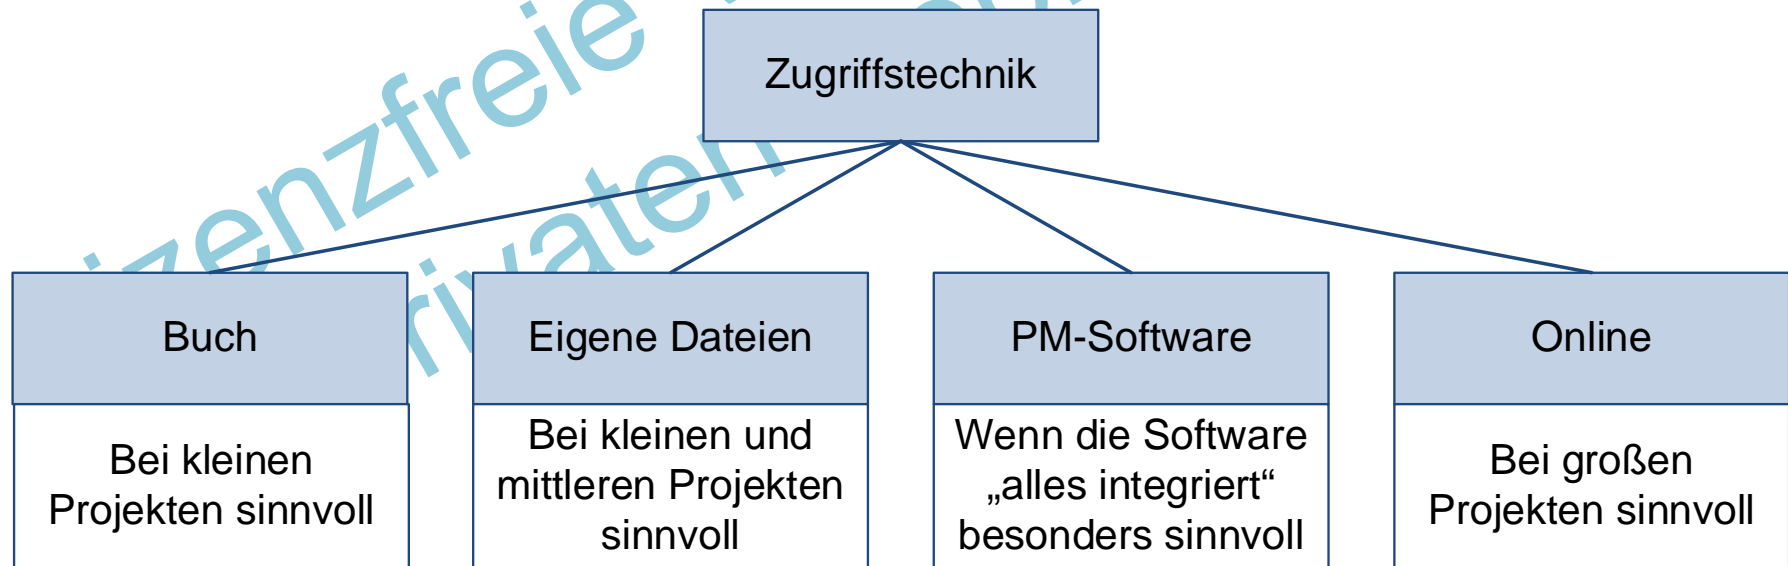 Zugriffstechnik
Buch
Eigene Dateien
PM-Software
Online
Bei kleinen
Projekten sinnvoll
Bei kleinen und
mittleren Projekten
sinnvoll
Wenn die Software
„alles integriert“
besonders sinnvoll
Bei großen
Projekten sinnvoll